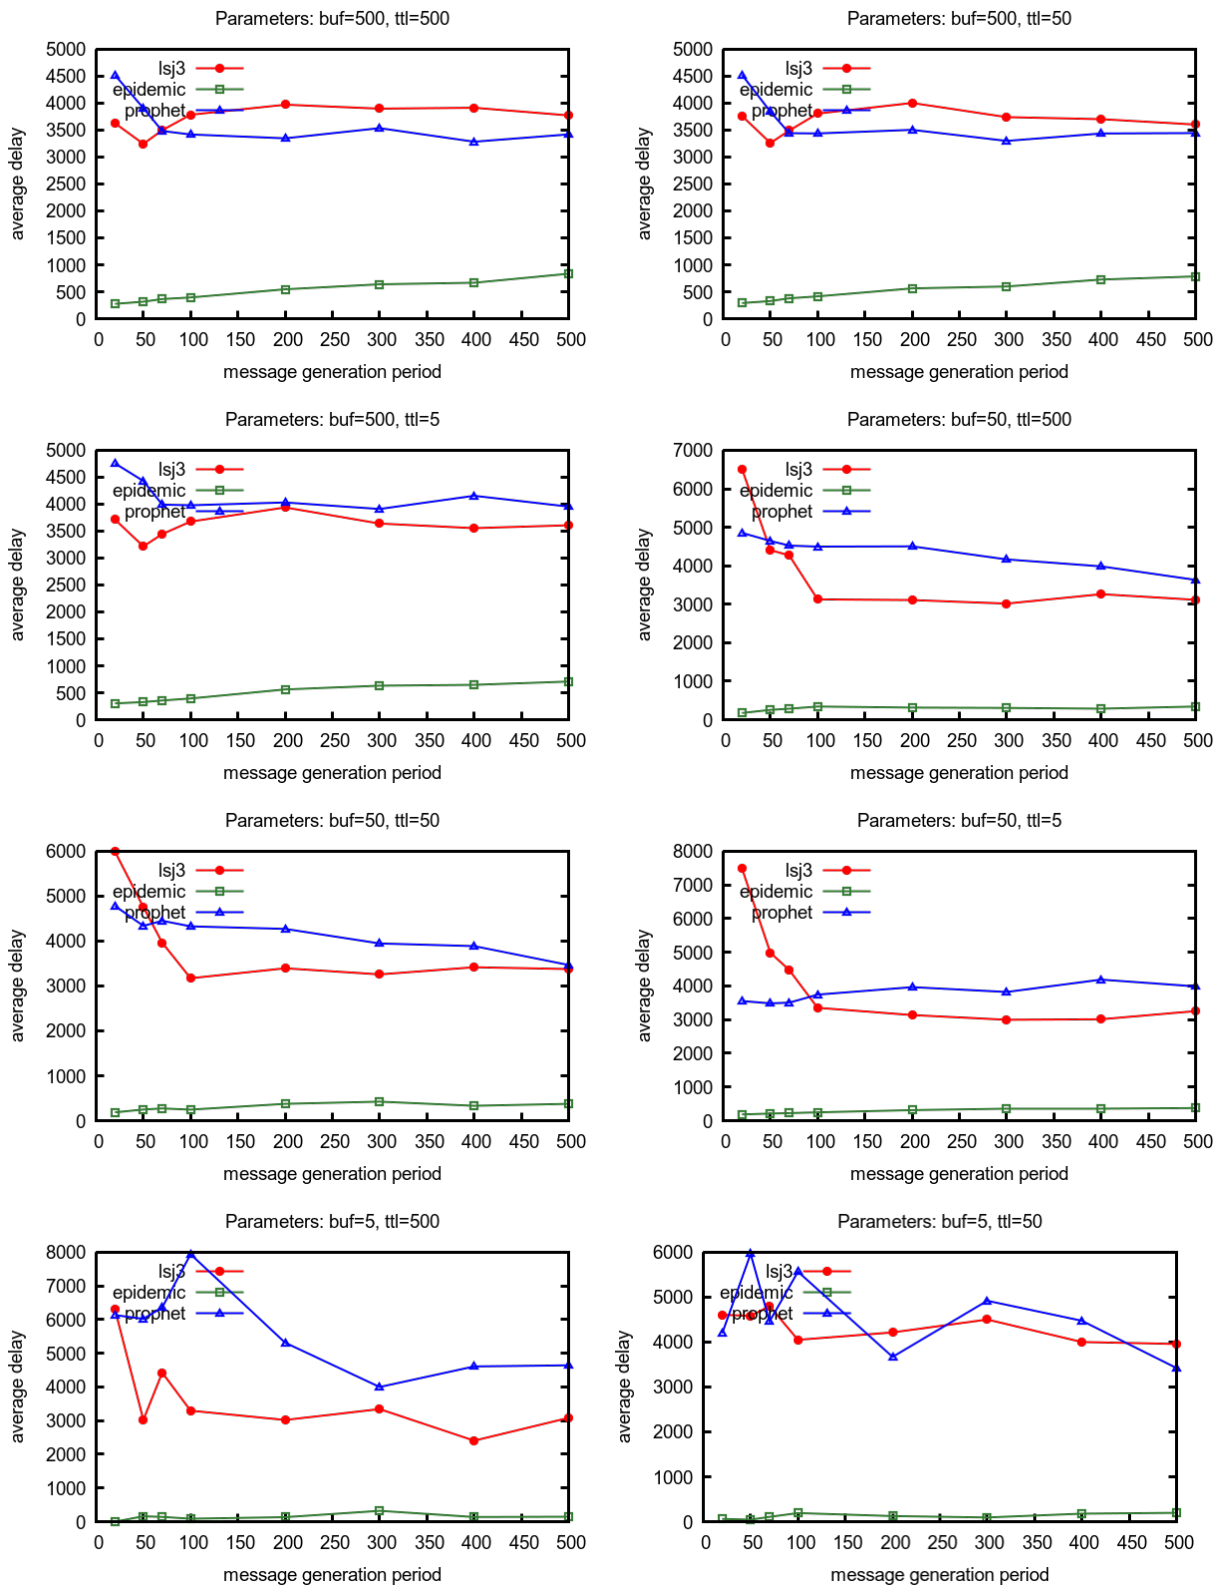 Parameters: buf=500, ttl=500
5000
4500
4000
3500
3000
2500
2000
1500
1000
500
0
average delay
lsj3
epidemic
prophet
0 50 100 150 200 250 300 350 400 450 500
message generation period
Parameters: buf=500, ttl=50
5000
4500
4000
3500
3000
2500
2000
1500
1000
500
0
average delay
lsj3
epidemic
prophet
0 50 100 150 200 250 300 350 400 450 500
message generation period
Parameters: buf=500, ttl=5
5000
4500
4000
3500
3000
2500
2000
1500
1000
500
0
average delay
lsj3
epidemic
prophet
0 50 100 150 200 250 300 350 400 450 500
message generation period
Parameters: buf=50, ttl=500
7000
6000
5000
4000
3000
2000
1000
0
average delay
lsj3
epidemic
prophet
0 50 100 150 200 250 300 350 400 450 500
message generation period
Parameters: buf=50, ttl=50
6000
5000
4000
3000
2000
1000
0
average delay
lsj3
epidemic
prophet
0 50 100 150 200 250 300 350 400 450 500
message generation period
Parameters: buf=50, ttl=5
8000
7000
6000
5000
4000
3000
2000
1000
0
average delay
lsj3
epidemic
prophet
0 50 100 150 200 250 300 350 400 450 500
message generation period
Parameters: buf=5, ttl=500
8000
7000
6000
5000
4000
3000
2000
1000
0
average delay
lsj3
epidemic
prophet
0 50 100 150 200 250 300 350 400 450 500
message generation period
Parameters: buf=5, ttl=50
6000
5000
4000
3000
2000
1000
0
average delay
lsj3
epidemic
prophet
0 50 100 150 200 250 300 350 400 450 500
message generation period